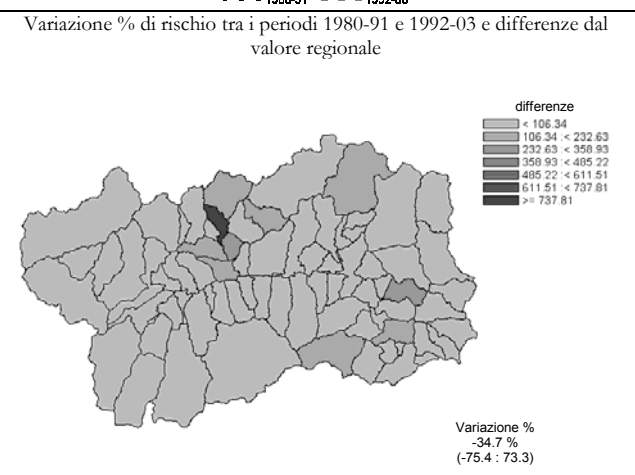 Variazione % di rischio tra i periodi 1980-91 e 1992-03 e differenze dal
valore regionale
differenze
< 106.34
106.34 :< 232.63
232.63 :< 358.93
358.93 :< 485.22
485.22 :< 611.51
611.51 :< 737.81
>= 737.81
Variazione %
-34.7 %
(-75.4 : 73.3)